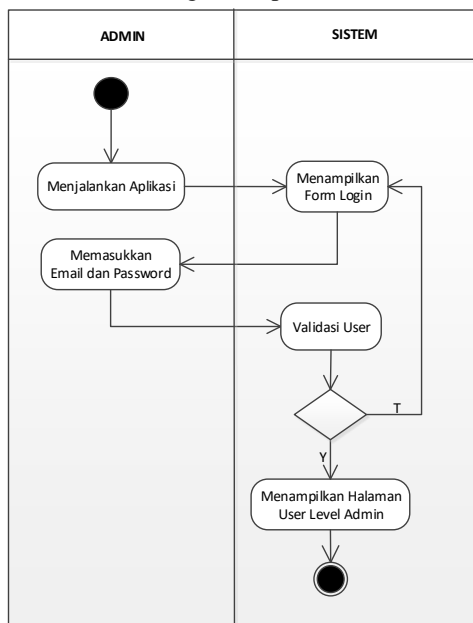 ADMIN
SISTEM
Menjalankan Aplikasi
Menampilkan
Form Login
Memasukkan
Email dan Password
Validasi User
T
Y
Menampilkan Halaman
User Level Admin